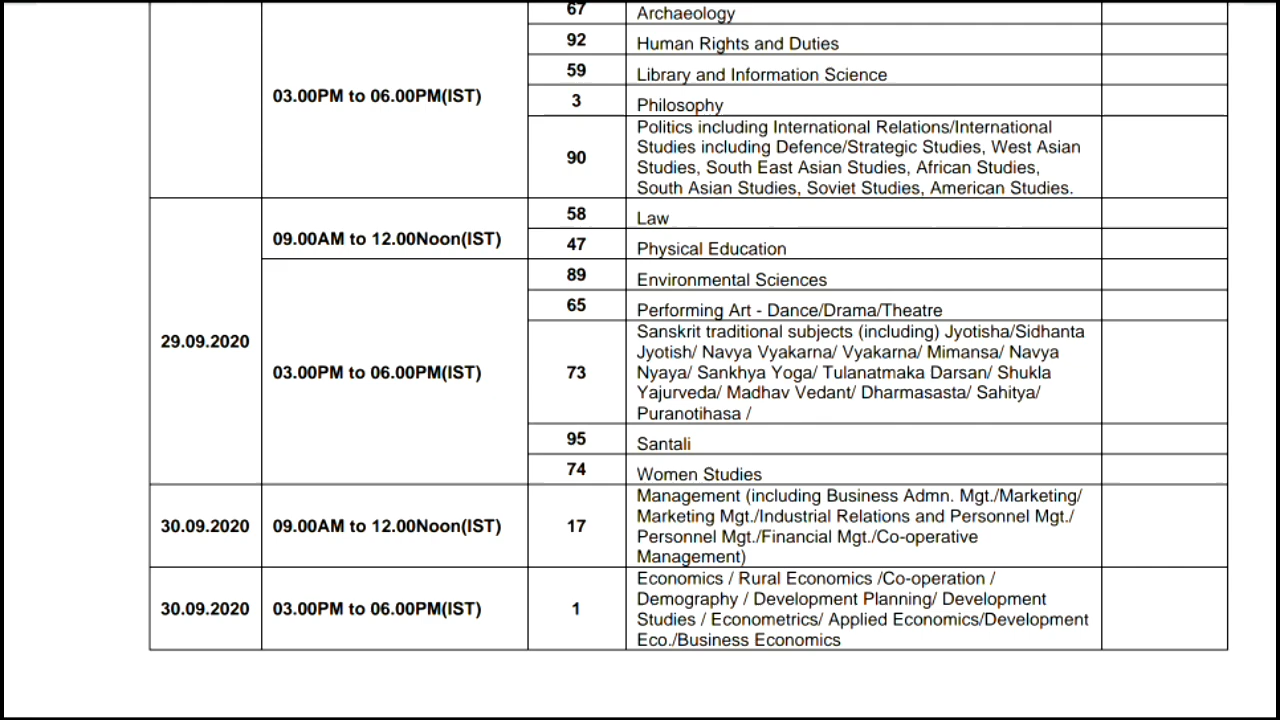 67
Archaeology
92
Human Rights and Duties
59
Library and Information Science
03.00PM to 06.00PM(IST)
3
Philosophy
90
Politics including International Relations/International
Studies including Defence/Strategic Studies, West Asian
Studies, South East Asian Studies, African Studies,
South Asian Studies, Soviet Studies, American Studies.
29.09.2020
09.00AM to 12.00Noon(IST)
58
Law
47
Physical Education
03.00PM to 06.00PM(IST)
89
Environmental Sciences
65
Performing Art - Dance/Drama/Theatre
73
Sanskrit traditional subjects (including) Jyotisha/Sidhanta
Jyotish/ Navya Vyakarna/ Vyakarna/ Mimansa/ Navya
Nyaya/ Sankhya Yoga/ Tulanatmaka Darsan/ Shukla
Yajurveda/ Madhav Vedant/ Dharmasasta/ Sahitya/
Puranotihasa /
95
Santali
74
Women Studies
30.09.2020
09.00AM to 12.00Noon(IST)
17
Management (including Business Admn. Mgt./Marketing/
Marketing Mgt./Industrial Relations and Personnel Mgt./
Personnel Mgt./Financial Mgt./Co-operative
Management)
30.09.2020
03.00PM to 06.00PM(IST)
1
Economics / Rural Economics /Co-operation /
Demography / Development Planning/ Development
Studies / Econometrics/ Applied Economics/Development
Eco./Business Economics